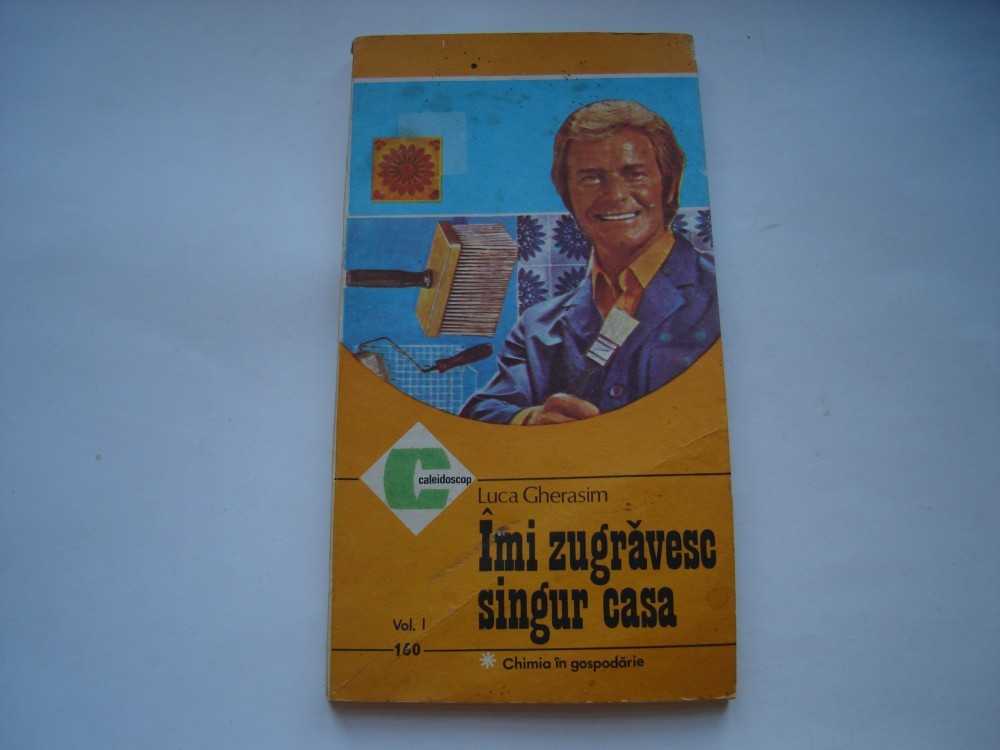 caleidoscop
Luca Gherasim
Îmi zugrăvesc
singur casa
Vol. I
160
* Chimia în gospodărie